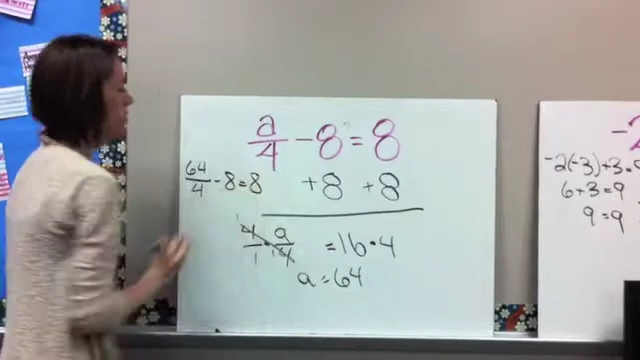 a/4 - 8 = 8
64/4 - 8 = 8
+8 +8
4/1 • a/4 = 16 • 4
a = 64
-2(-3)+3=9
6+3=9
9=9